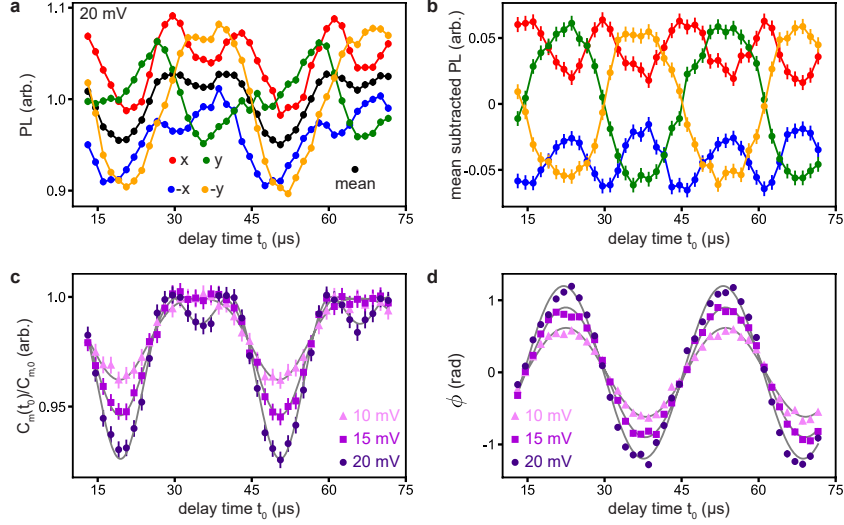 a
20 mV
1.1
1.0
0.9
PL (arb.)
x
y
-x
-y
mean
15
30
45
60
75
delay time t₀ (µs)
b
0.05
0
-0.05
mean subtracted PL (arb.)
15
30
45
60
75
delay time t₀ (µs)
c
1.0
0.95
Cₘ(t₀)/Cₘ,₀ (arb.)
10 mV
15 mV
20 mV
15
30
45
60
75
delay time t₀ (µs)
d
1
0
-1
ϕ (rad)
10 mV
15 mV
20 mV
15
30
45
60
75
delay time t₀ (µs)